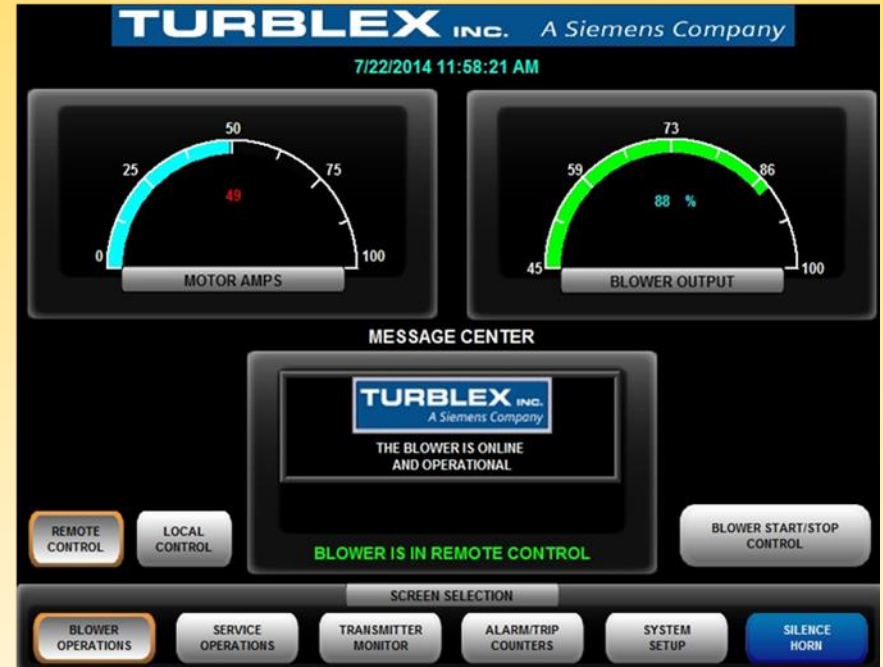 TURBLEX INC. A Siemens Company
7/22/2014 11:58:21 AM
0
25
50
75
100
49
MOTOR AMPS
45
59
73
86
100
88 %
BLOWER OUTPUT
MESSAGE CENTER
TURBLEX INC.
A Siemens Company
THE BLOWER IS ONLINE
AND OPERATIONAL
BLOWER IS IN REMOTE CONTROL
REMOTE
CONTROL
LOCAL
CONTROL
BLOWER START/STOP
CONTROL
SCREEN SELECTION
BLOWER
OPERATIONS
SERVICE
OPERATIONS
TRANSMITTER
MONITOR
ALARM/TRIP
COUNTERS
SYSTEM
SETUP
SILENCE
HORN